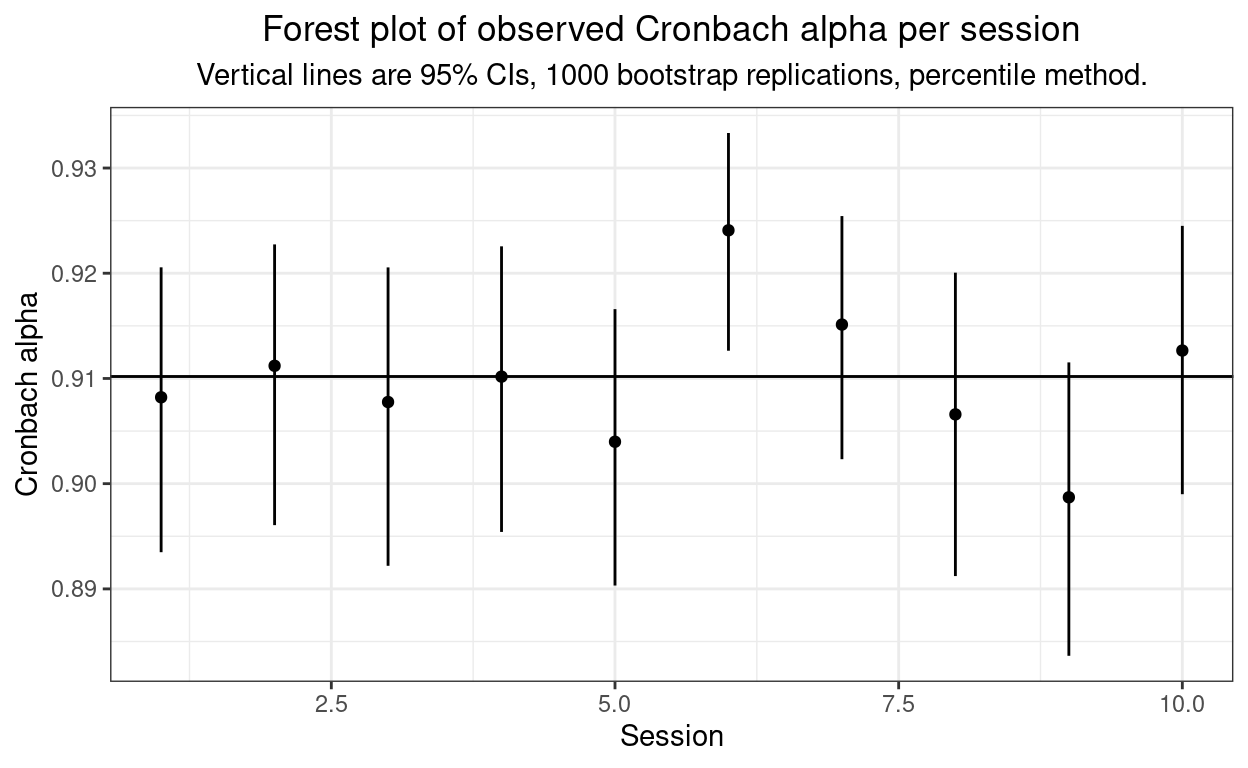 Forest plot of observed Cronbach alpha per session
Vertical lines are 95% CIs, 1000 bootstrap replications, percentile method.
Cronbach alpha
0.93
0.92
0.91
0.90
0.89
2.5 5.0 7.5 10.0
Session